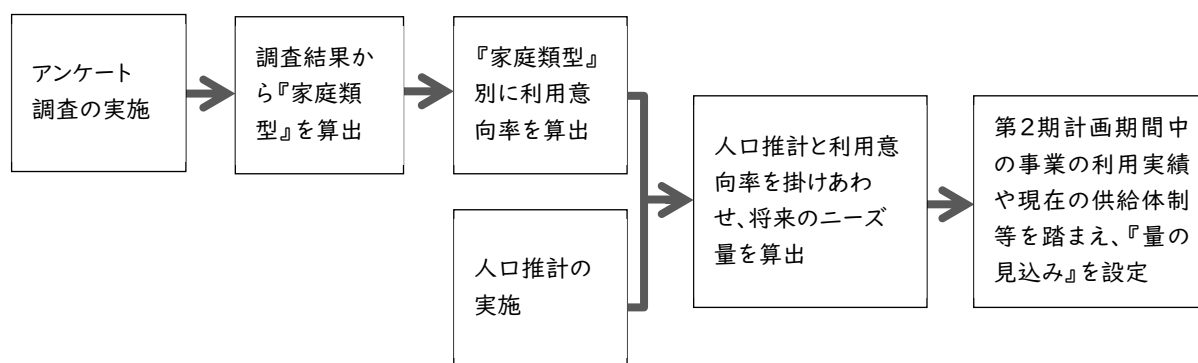 アンケート
調査の実施
調査結果か
ら『家庭類
型』を算出
『家庭類型』
別に利用意
向率を算出
人口推計の
実施
人口推計と利用意
向率を掛けあわ
せ、将来のニーズ
量を算出
第2期計画期間中
の事業の利用実績
や現在の供給体制
等を踏まえ、『量の
見込み』を設定